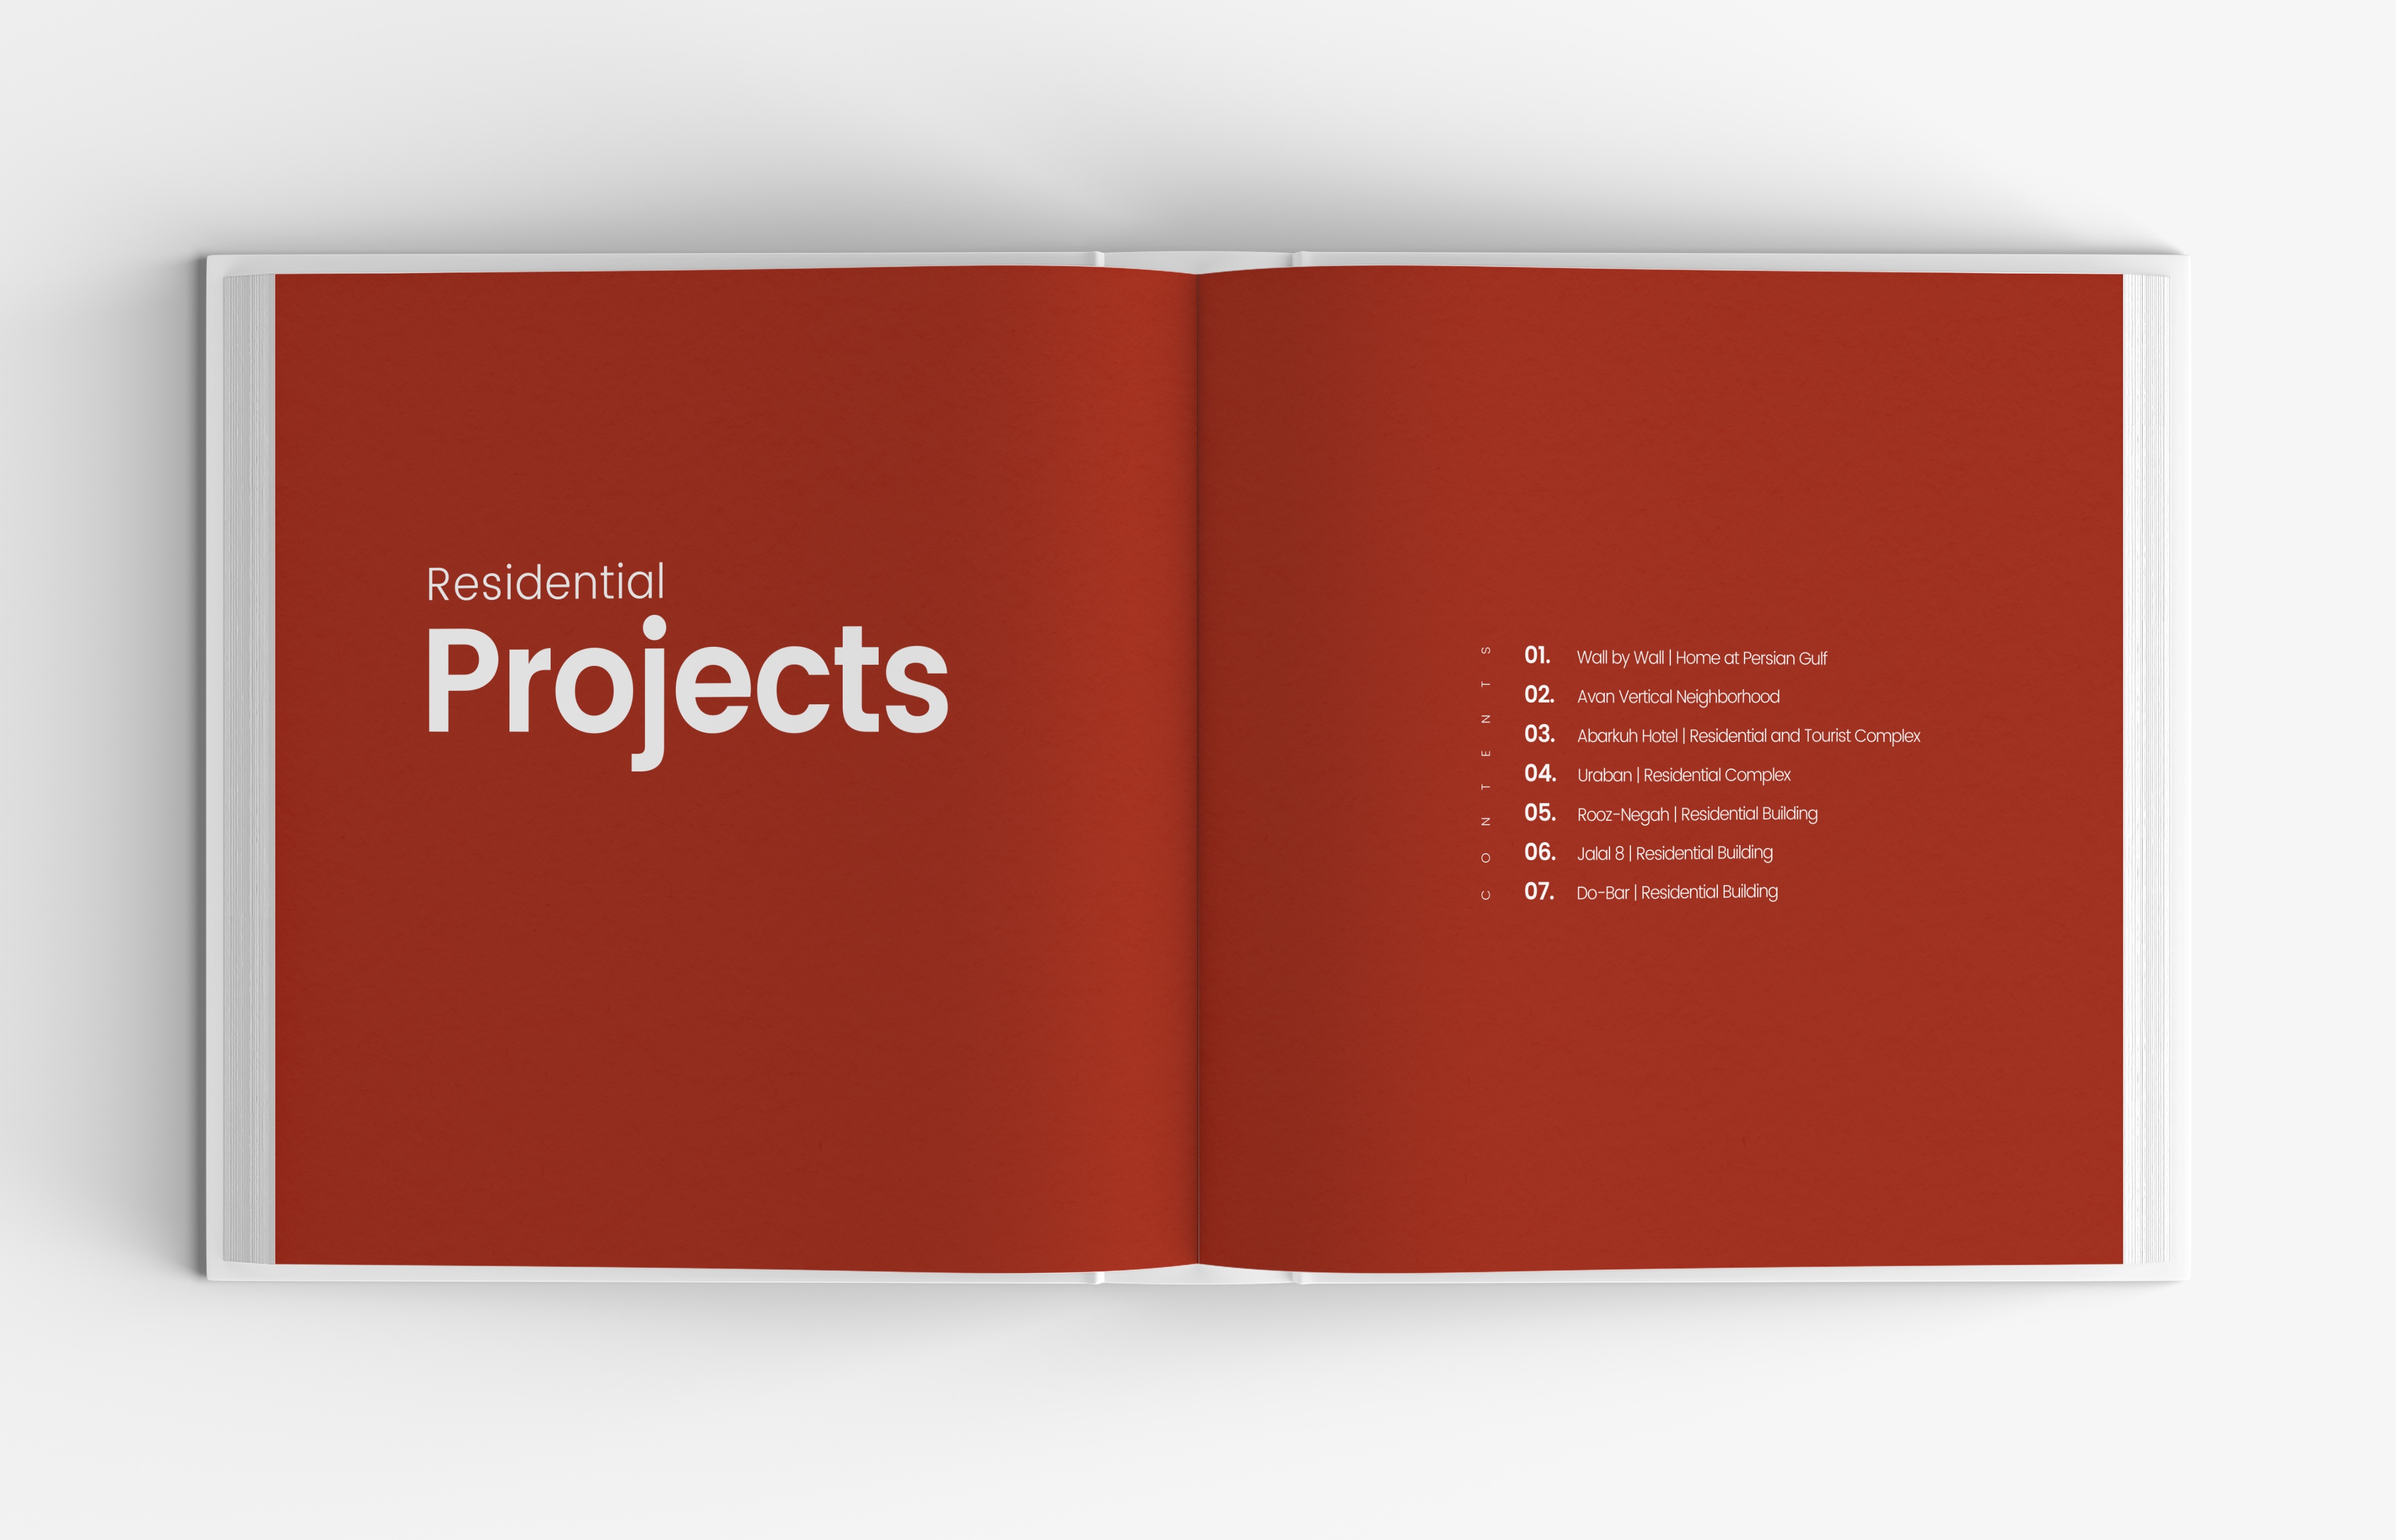 Residential
Projects
CONTENTS
01. Wall by Wall | Home at Persian Gulf
02. Avan Vertical Neighborhood
03. Abarkuh Hotel | Residential and Tourist Complex
04. Uraban | Residential Complex
05. Rooz-Negah | Residential Building
06. Jalal 8 | Residential Building
07. Do-Bar | Residential Building